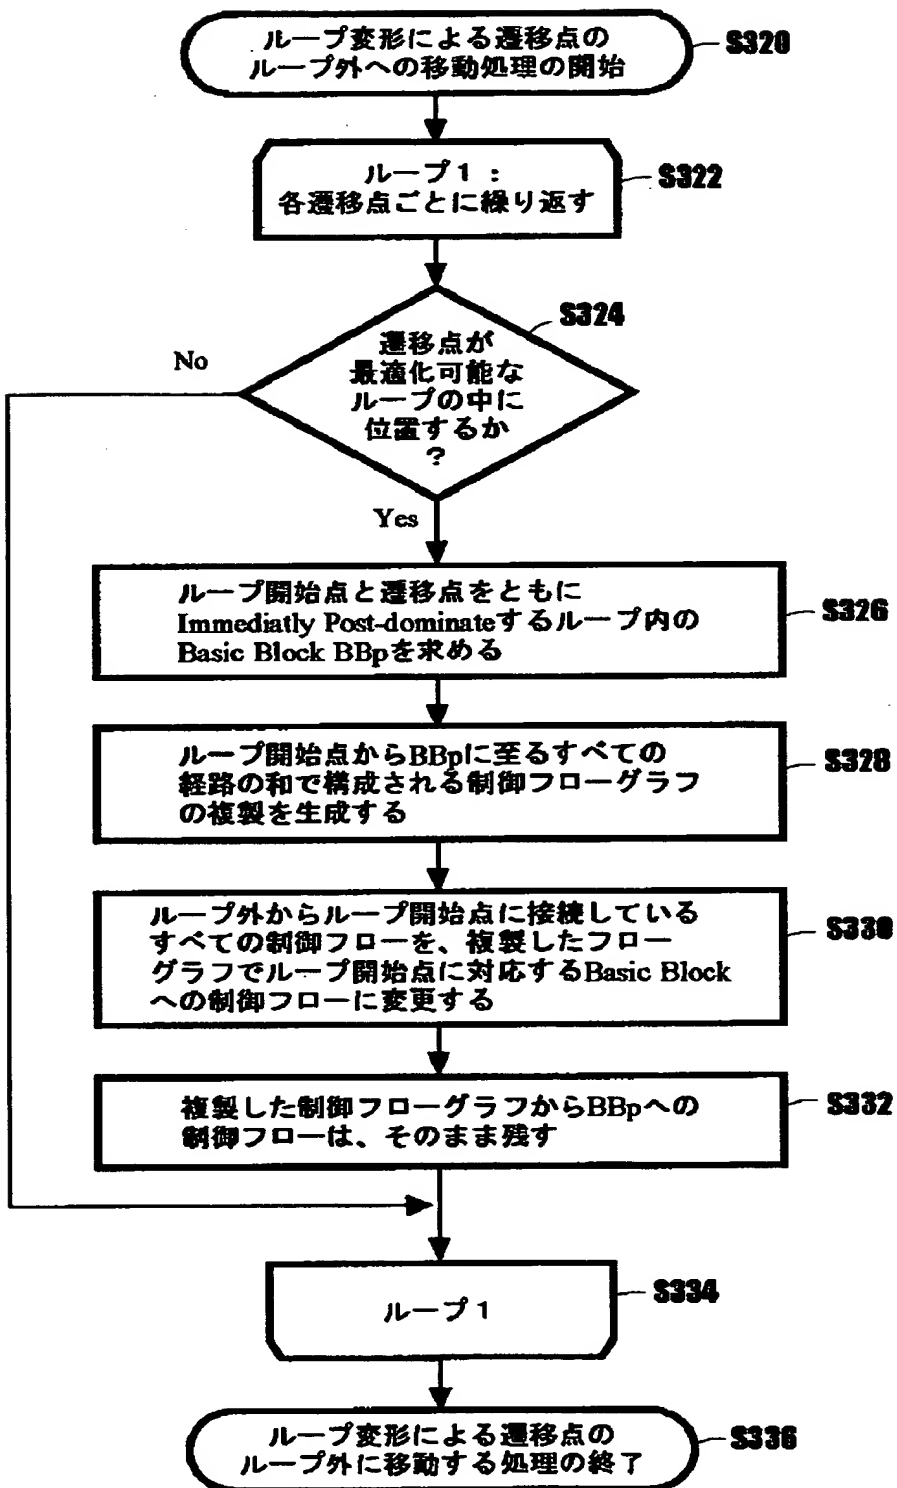 ループ変形による遷移点の
ループ外への移動処理の開始
S320
ループ１：
各遷移点ごとに繰り返す
S322
S324
遷移点が
最適化可能な
ループの中に
位置するか
？
No
Yes
ループ開始点と遷移点をともに
Immediatly Post-dominateするループ内の
Basic Block BBpを求める
S326
ループ開始点からBBpに至るすべての
経路の和で構成される制御フローグラフ
の複製を生成する
S328
ループ外からループ開始点に接続している
すべての制御フローを、複製したフロー
グラフでループ開始点に対応するBasic Block
への制御フローに変更する
S330
複製した制御フローグラフからBBpへの
制御フローは、そのまま残す
S332
ループ１
S334
ループ変形による遷移点の
ループ外に移動する処理の終了
S336